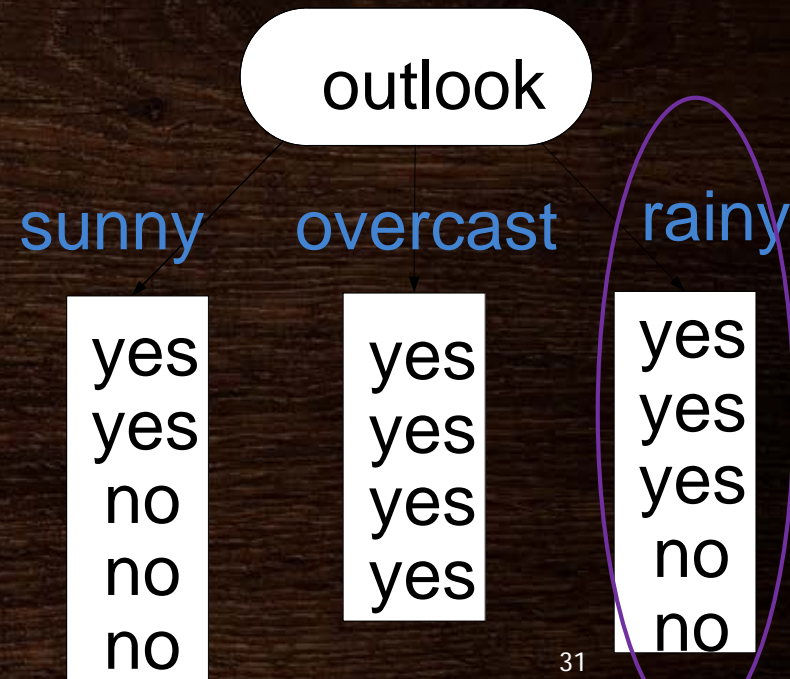 outlook
sunny overcast rainy
yes yes yes
yes yes yes
no yes yes
no yes no
no no
31